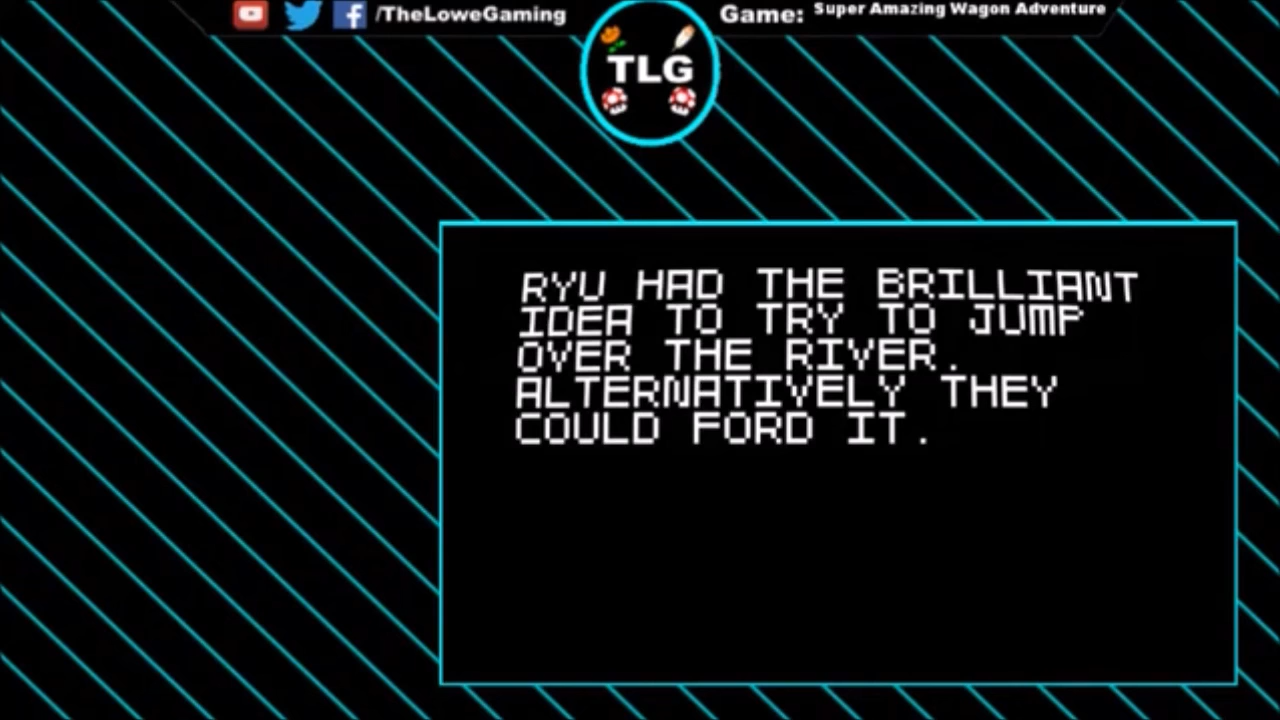 /TheLoweGaming
TLG
Game: Super Amazing Wagon Adventure
RYU HAD THE BRILLIANT
IDEA TO TRY TO JUMP
OVER THE RIVER.
ALTERNATIVELY THEY
COULD FORD IT.